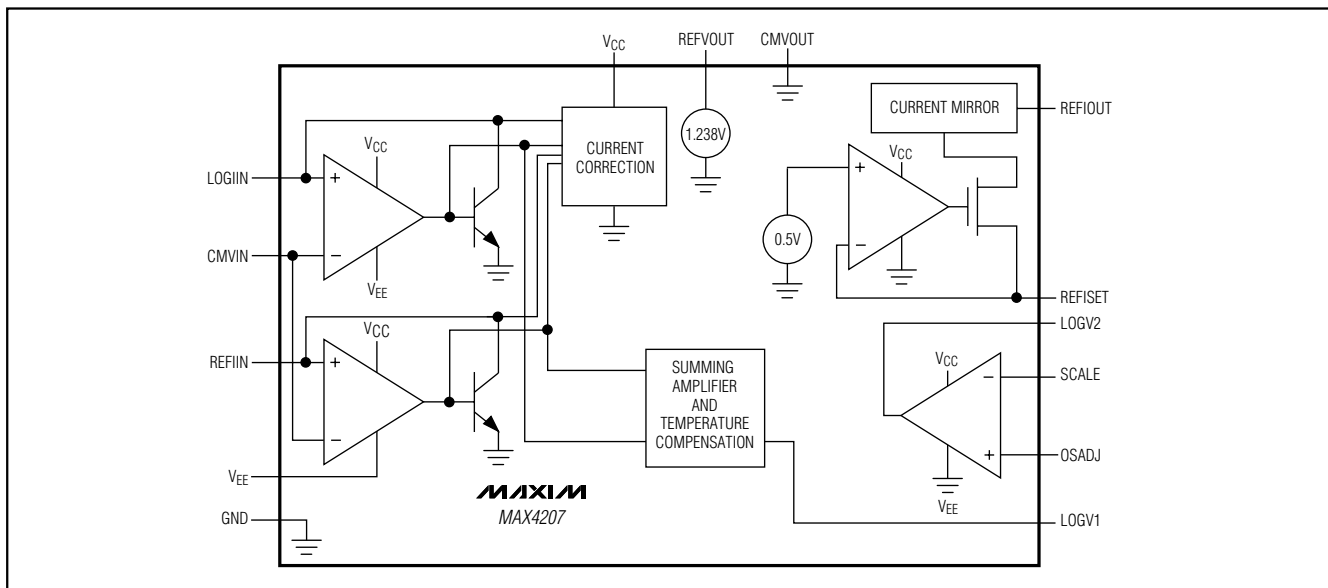 VCC
REFVOUT
CMVOUT
CURRENT MIRROR
REFIOUT
1.238V
CURRENT
CORRECTION
VCC
VCC
LOGIIN
+
+
0.5V
CMVIN
−
−
VEE
REFISET
LOGV2
VCC
REFIIN
+
SUMMING
AMPLIFIER
AND
TEMPERATURE
COMPENSATION
VCC
−
SCALE
−
+
OSADJ
VEE
MAXIM
MAX4207
VEE
GND
LOGV1